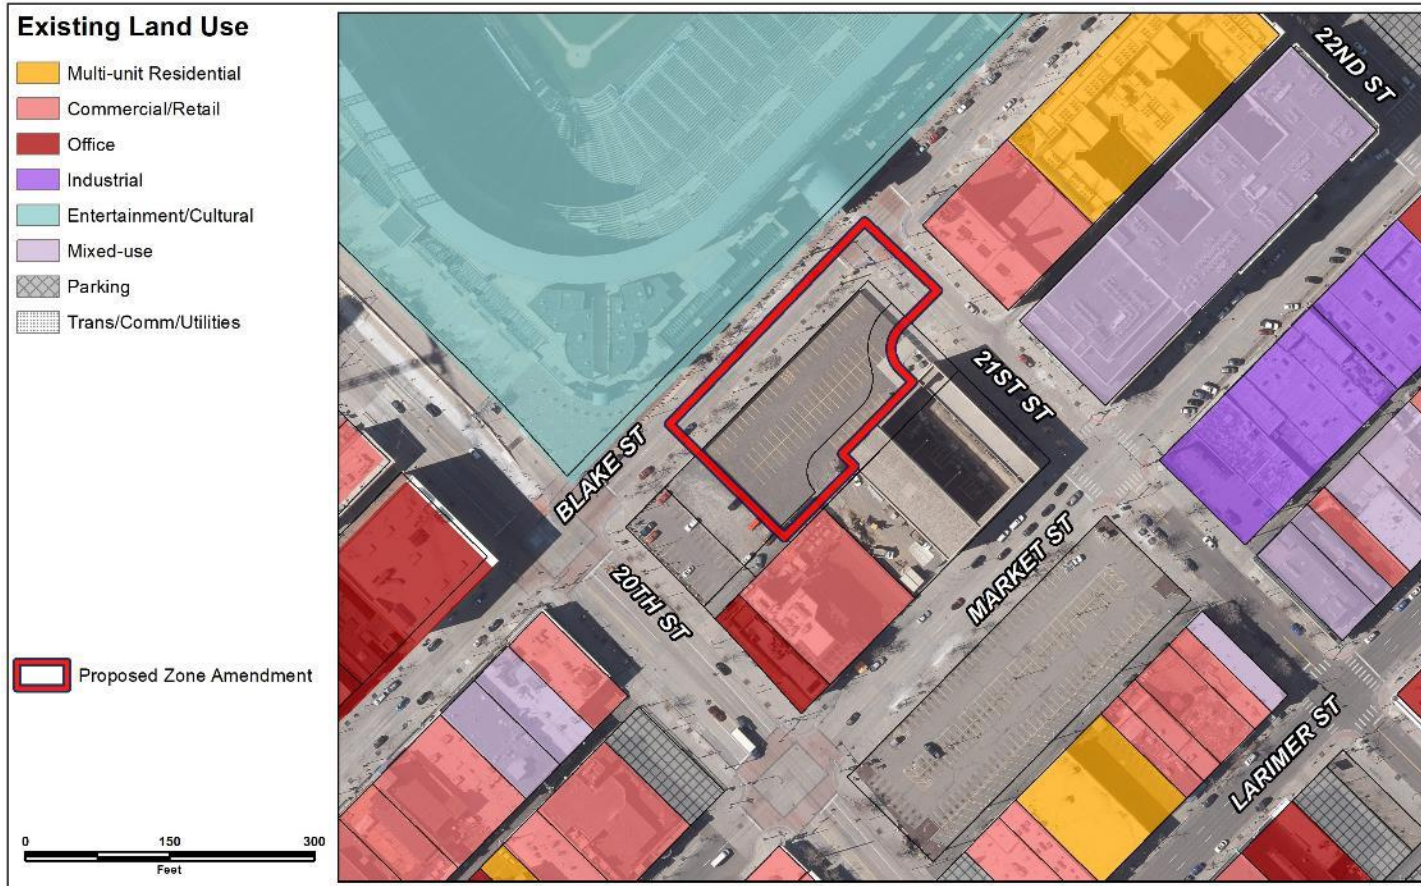 Existing Land Use
Multi-unit Residential
Commercial/Retail
Office
Industrial
Entertainment/Cultural
Mixed-use
Parking
Trans/Comm/Utilities
Proposed Zone Amendment
0 150 300
Feet
22ND ST
21ST ST
BLAKE ST
MARKET ST
20TH ST
LARIMER ST